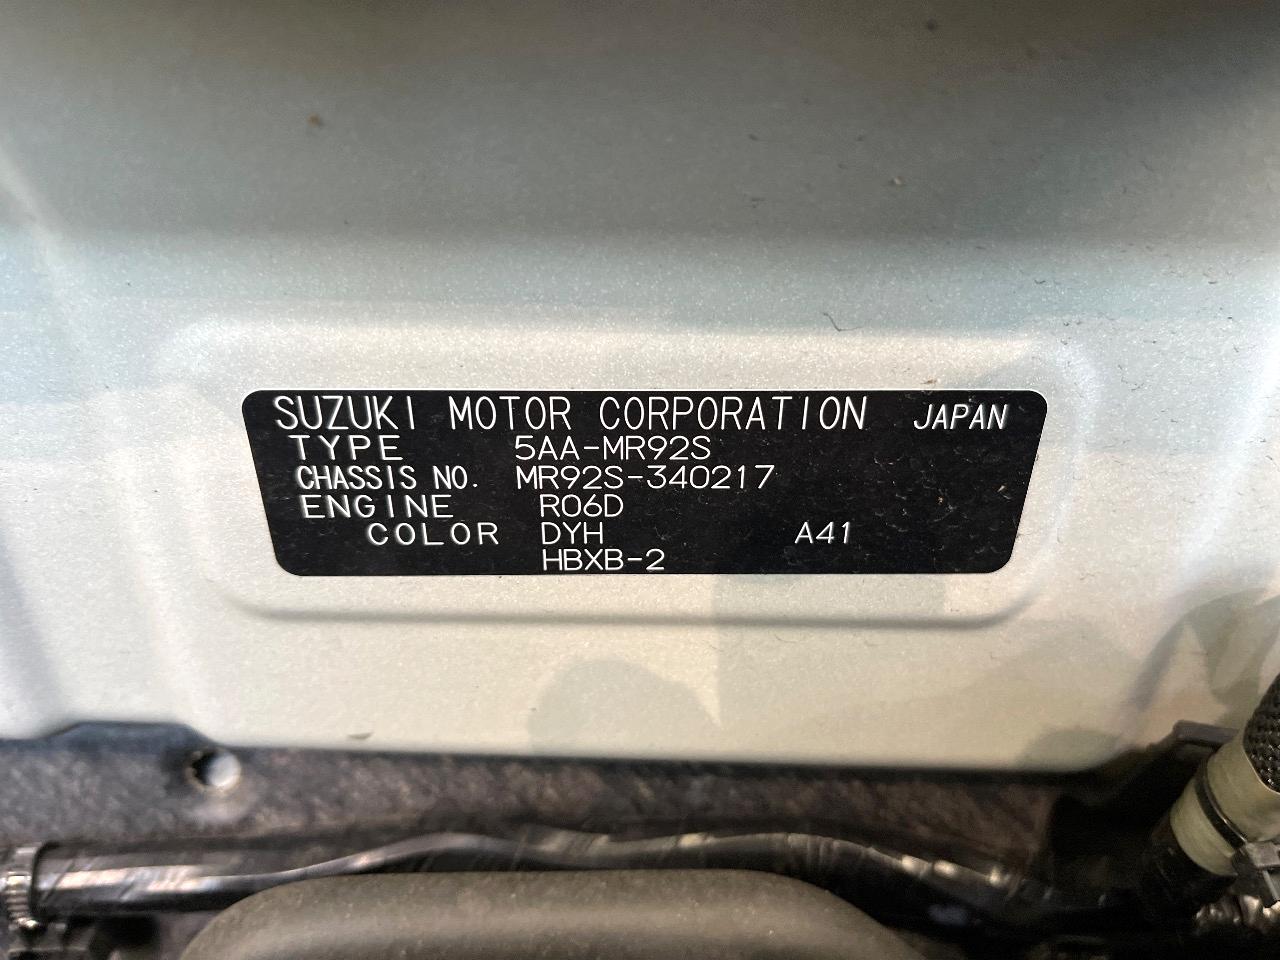 SUZUKI MOTOR CORPORATION JAPAN
TYPE 5AA-MR92S
CHASSIS NO. MR92S-340217
ENGINE R06D
COLOR DYH A41
HBXB-2